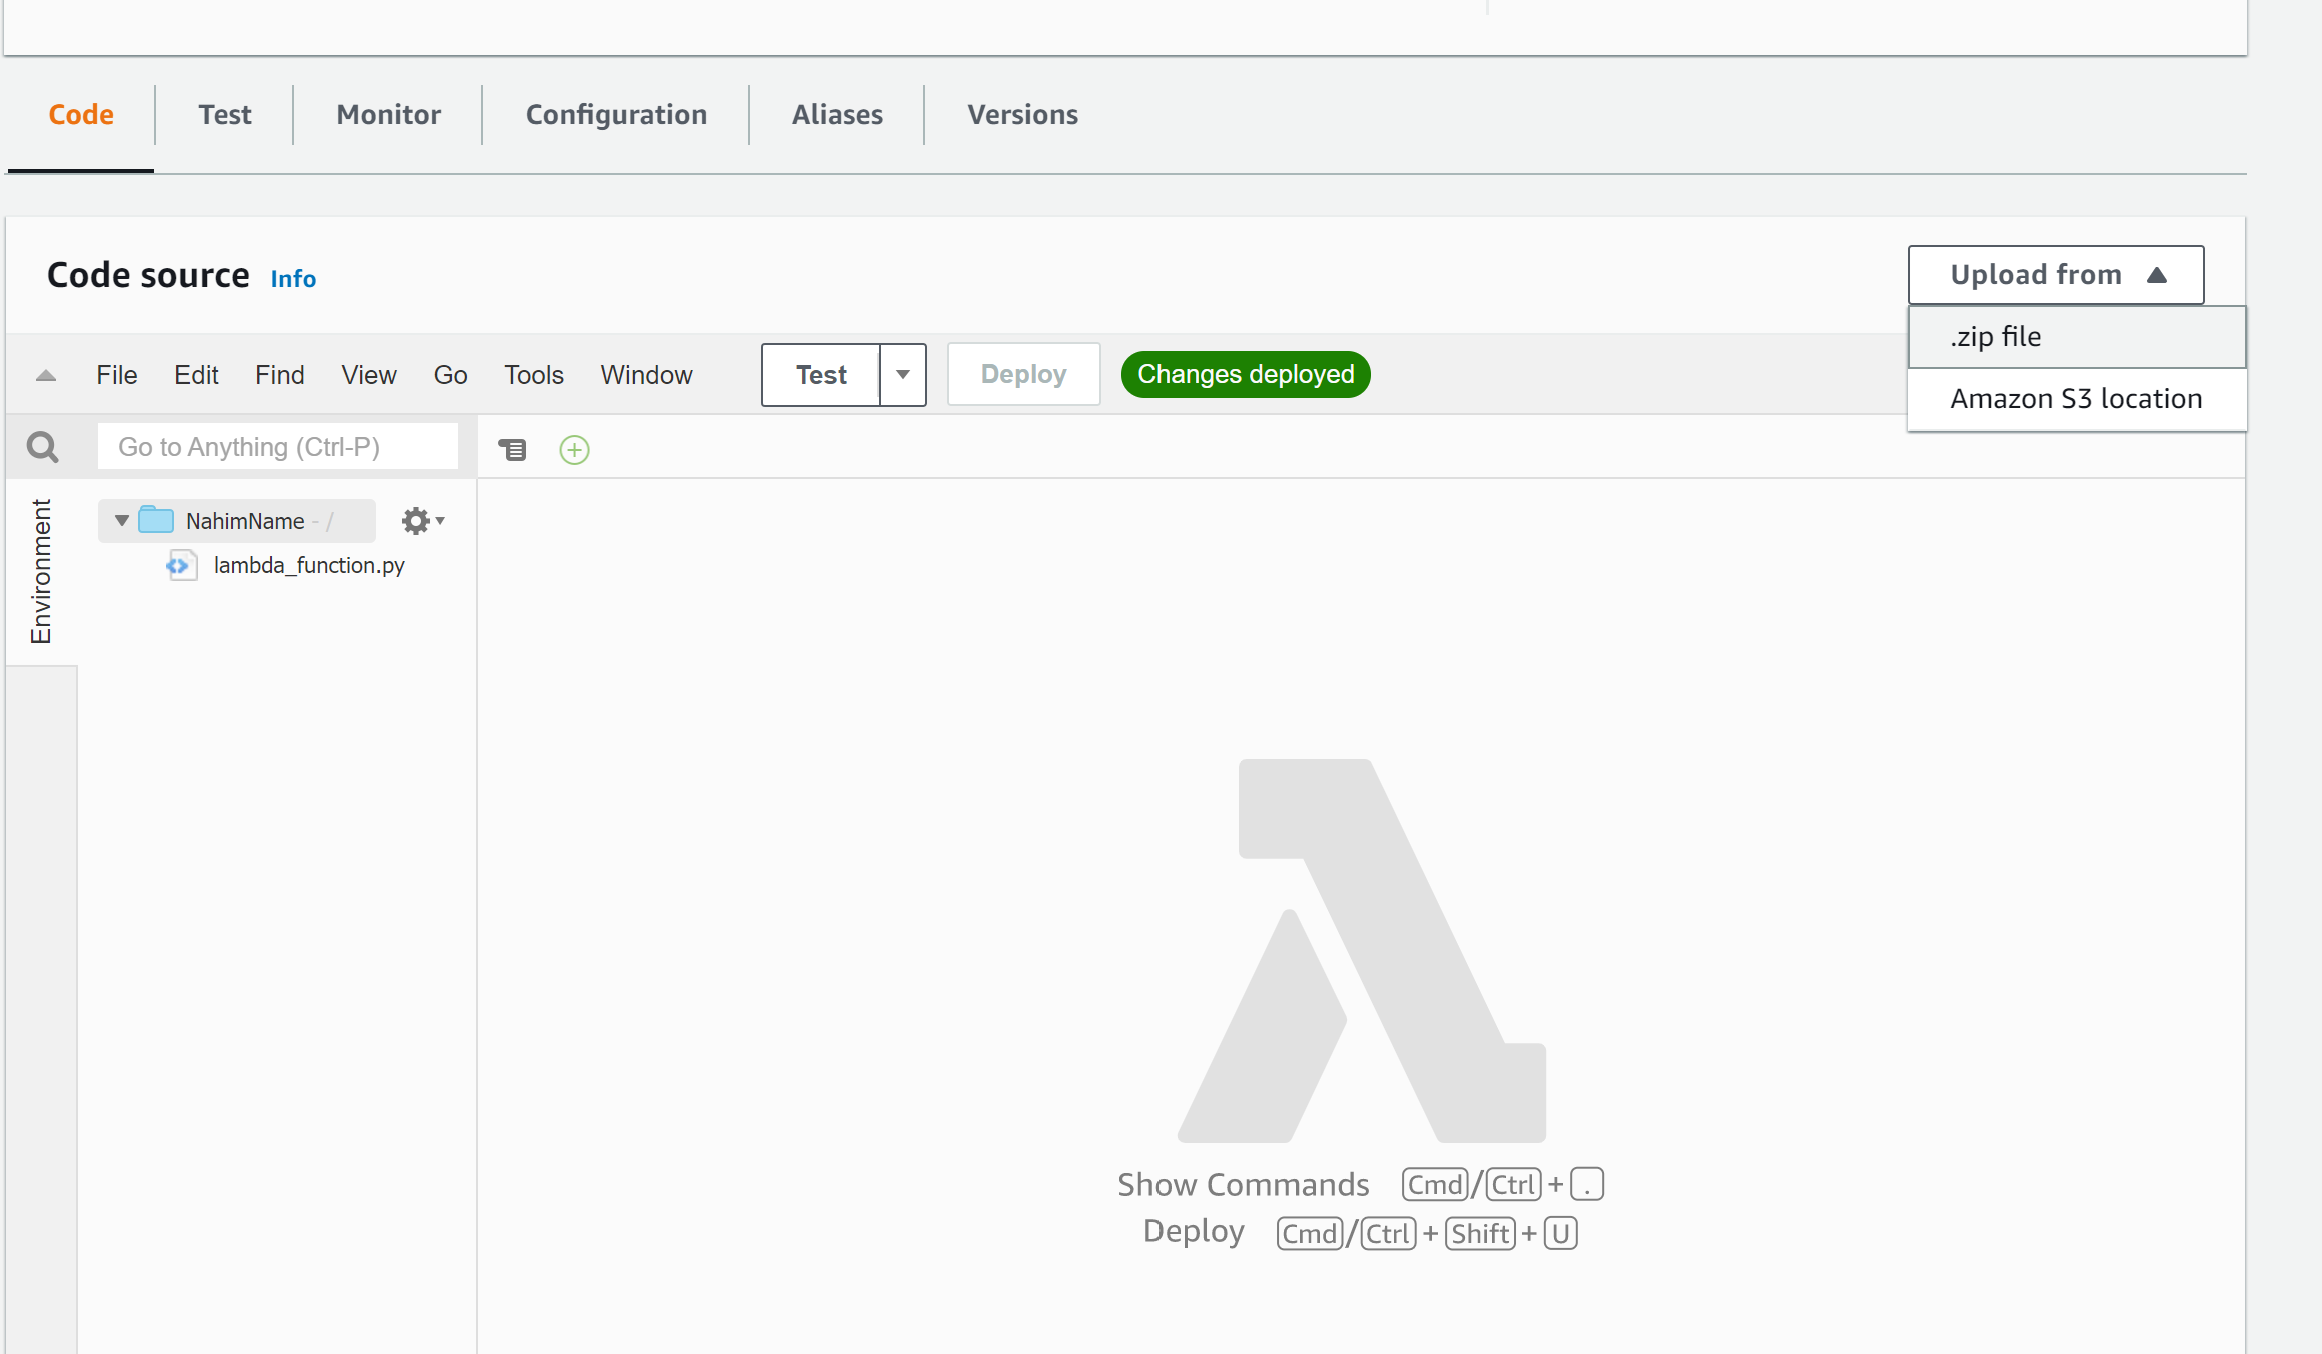 Code Test Monitor Configuration Aliases Versions
Code source Info Upload from
.zip file
Amazon S3 location
File Edit Find View Go Tools Window Test Deploy Changes deployed
Go to Anything (Ctrl-P)
Environment
NahimName - /
lambda_function.py
Show Commands Cmd/Ctrl + .
Deploy Cmd/Ctrl + Shift + U